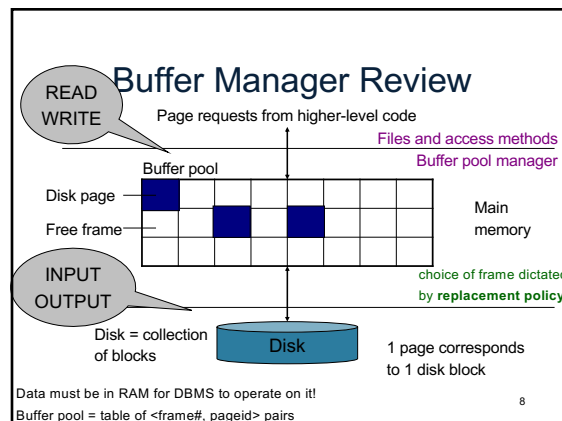 Buffer Manager Review
READ
WRITE
Page requests from higher-level code
Files and access methods
Buffer pool manager
Buffer pool
Disk page
Free frame
Main
memory
INPUT
OUTPUT
choice of frame dictated
by replacement policy
Disk = collection
of blocks
Disk
1 page corresponds
to 1 disk block
Data must be in RAM for DBMS to operate on it!
Buffer pool = table of <frame#, pageid> pairs
8